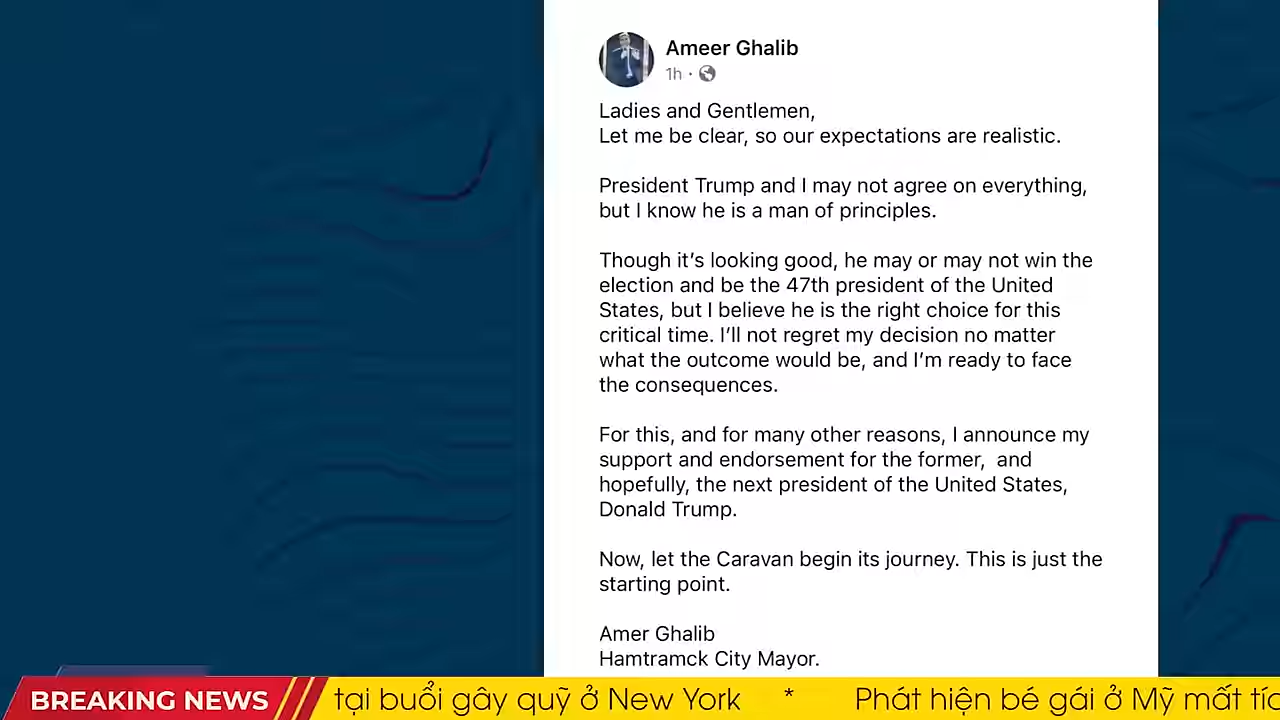 Ameer Ghalib
1h ·
Ladies and Gentlemen,
Let me be clear, so our expectations are realistic.
President Trump and I may not agree on everything,
but I know he is a man of principles.
Though it’s looking good, he may or may not win the
election and be the 47th president of the United
States, but I believe he is the right choice for this
critical time. I’ll not regret my decision no matter
what the outcome would be, and I’m ready to face
the consequences.
For this, and for many other reasons, I announce my
support and endorsement for the former,  and
hopefully, the next president of the United States,
Donald Trump.
Now, let the Caravan begin its journey. This is just the
starting point.
Amer Ghalib
Hamtramck City Mayor.
BREAKING NEWS tại buổi gây quỹ ở New York * Phát hiện bé gái ở Mỹ mất